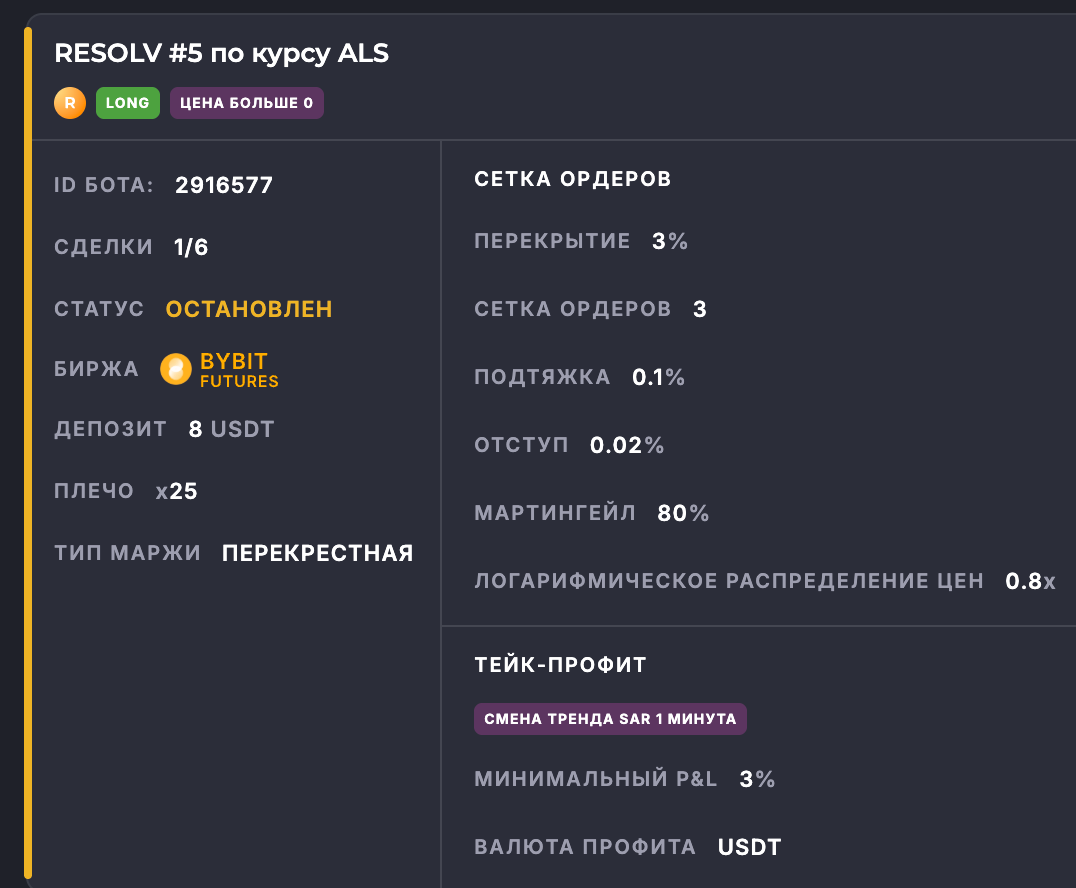 RESOLV #5 по курсу ALS
R LONG ЦЕНА БОЛЬШЕ 0
ID БОТА: 2916577
СДЕЛКИ 1/6
СТАТУС ОСТАНОВЛЕН
БИРЖА BYBIT
FUTURES
ДЕПОЗИТ 8 USDT
ПЛЕЧО x25
ТИП МАРЖИ ПЕРЕКРЕСТНАЯ
СЕТКА ОРДЕРОВ
ПЕРЕКРЫТИЕ 3%
СЕТКА ОРДЕРОВ 3
ПОДТЯЖКА 0.1%
ОТСТУП 0.02%
МАРТИНГЕЙЛ 80%
ЛОГАРИФМИЧЕСКОЕ РАСПРЕДЕЛЕНИЕ ЦЕН 0.8x
ТЕЙК-ПРОФИТ
СМЕНА ТРЕНДА SAR 1 МИНУТА
МИНИМАЛЬНЫЙ P&L 3%
ВАЛЮТА ПРОФИТА USDT